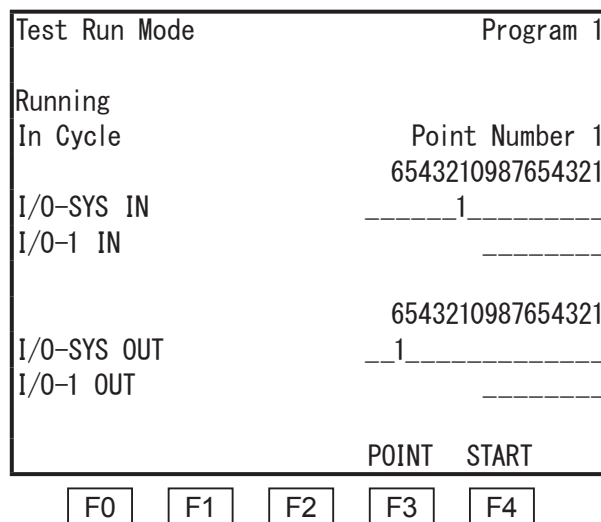 Test Run Mode Program 1
Running
In Cycle Point Number 1
6543210987654321
I/O-SYS IN ______1_________
I/O-1 IN ________
6543210987654321
I/O-SYS OUT __1_____________
I/O-1 OUT ________
POINT START
F0 F1 F2 F3 F4